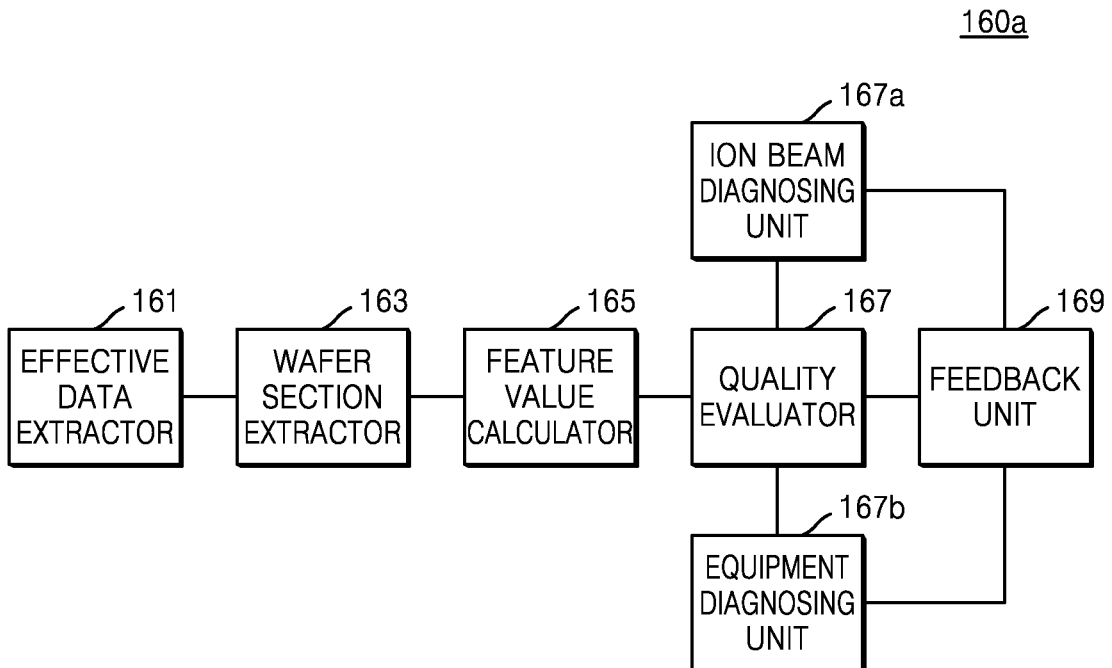 160a
167a
ION BEAM
DIAGNOSING
UNIT
161
EFFECTIVE
DATA
EXTRACTOR
163
WAFER
SECTION
EXTRACTOR
165
FEATURE
VALUE
CALCULATOR
167
QUALITY
EVALUATOR
169
FEEDBACK
UNIT
167b
EQUIPMENT
DIAGNOSING
UNIT